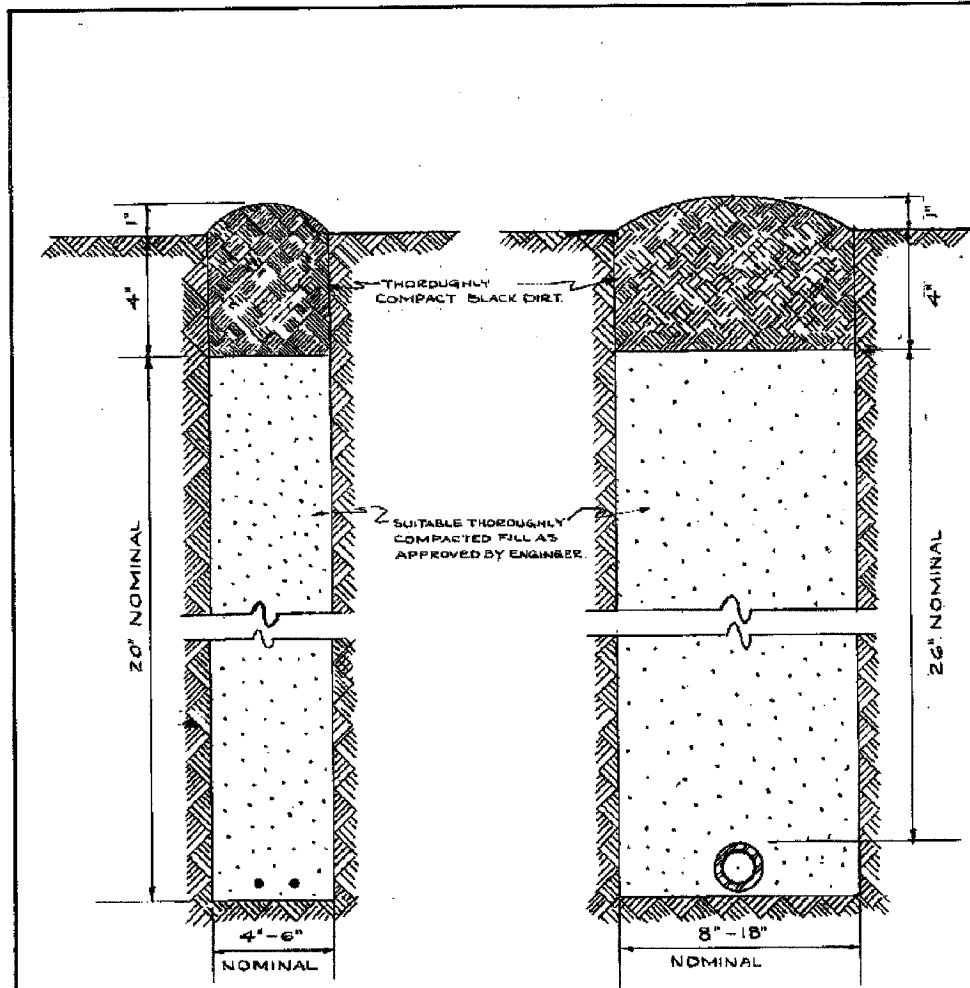 1"
4"
20" NOMINAL
4"-6"
NOMINAL
THOROUGHLY
COMPACT BLACK DIRT.
SUITABLE THOROUGHLY
COMPACTED FILL AS
APPROVED BY ENGINEER.
1"
4"
26" NOMINAL
8"-18"
NOMINAL